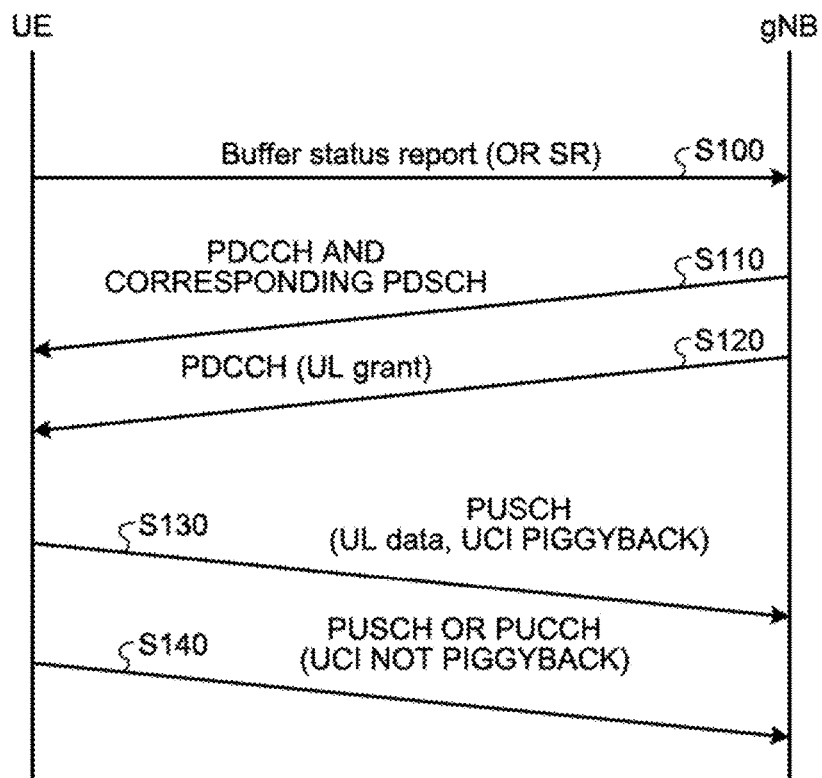 UE
gNB
Buffer status report (OR SR)
S100
PDCCH AND
CORRESPONDING PDSCH
S110
PDCCH (UL grant)
S120
S130
PUSCH
(UL data, UCI PIGGYBACK)
S140
PUSCH OR PUCCH
(UCI NOT PIGGYBACK)